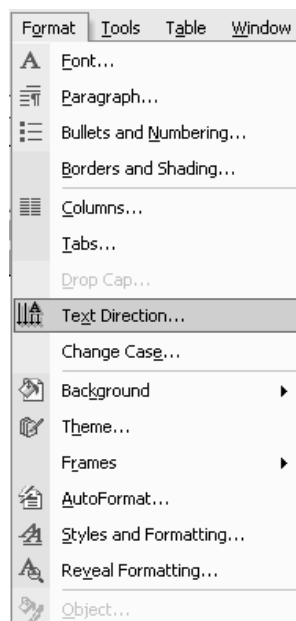 Format Tools Table Window
Font...
Paragraph...
Bullets and Numbering...
Borders and Shading...
Columns...
Tabs...
Drop Cap...
Text Direction...
Change Case...
Background
Theme...
Frames
AutoFormat...
Styles and Formatting...
Reveal Formatting...
Object...